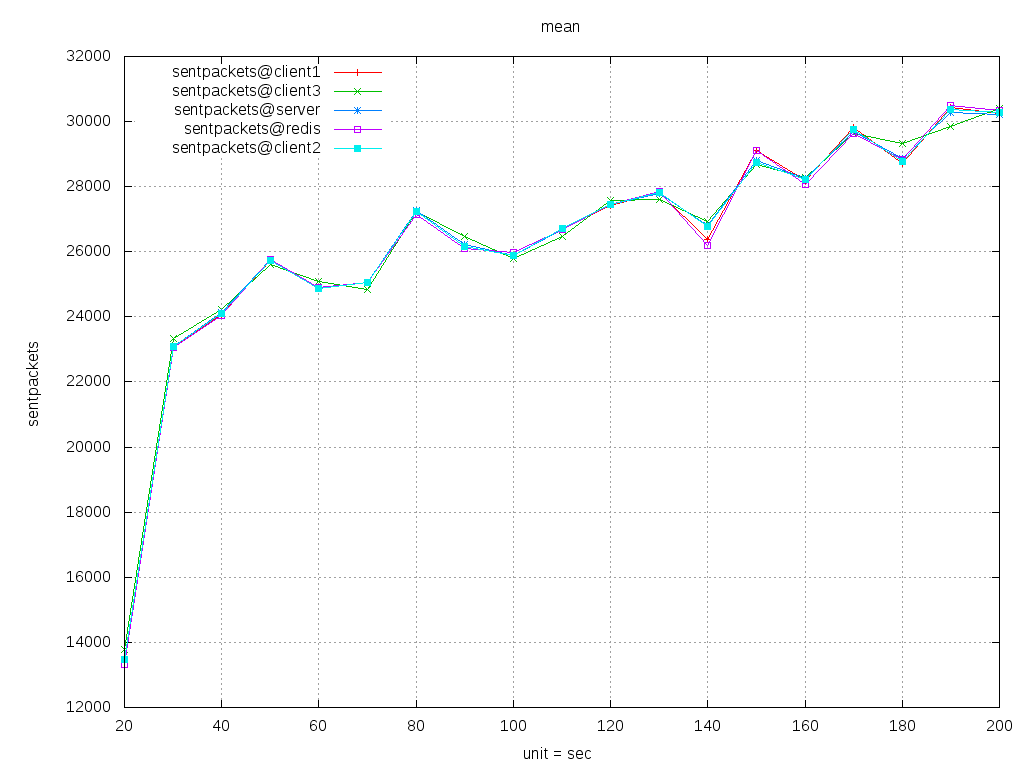 mean
32000
30000
28000
26000
24000
22000
20000
18000
16000
14000
12000
sentpackets@client1
sentpackets@client3
sentpackets@server
sentpackets@redis
sentpackets@client2
sentpackets
20 40 60 80 100 120 140 160 180 200
unit = sec